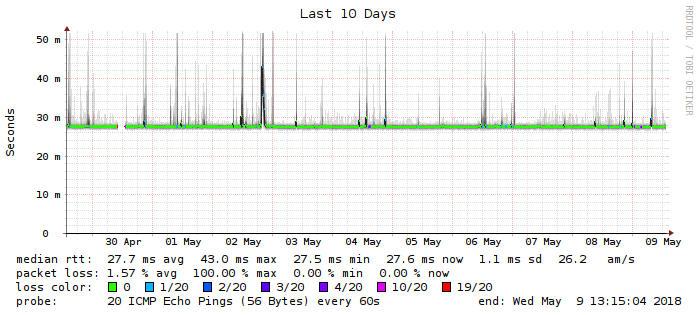 Last 10 Days
RRDTOOL / TOBI OETIKER
Seconds
50 m
40 m
30 m
20 m
10 m
0
30 Apr 01 May 02 May 03 May 04 May 05 May 06 May 07 May 08 May 09 May
median rtt: 27.7 ms avg 43.0 ms max 27.5 ms min 27.6 ms now 1.1 ms sd 26.2 am/s
packet loss: 1.57 % avg 100.00 % max 0.00 % min 0.00 % now
loss color: 0 1/20 2/20 3/20 4/20 10/20 19/20
probe: 20 ICMP Echo Pings (56 Bytes) every 60s end: Wed May 9 13:15:04 2018